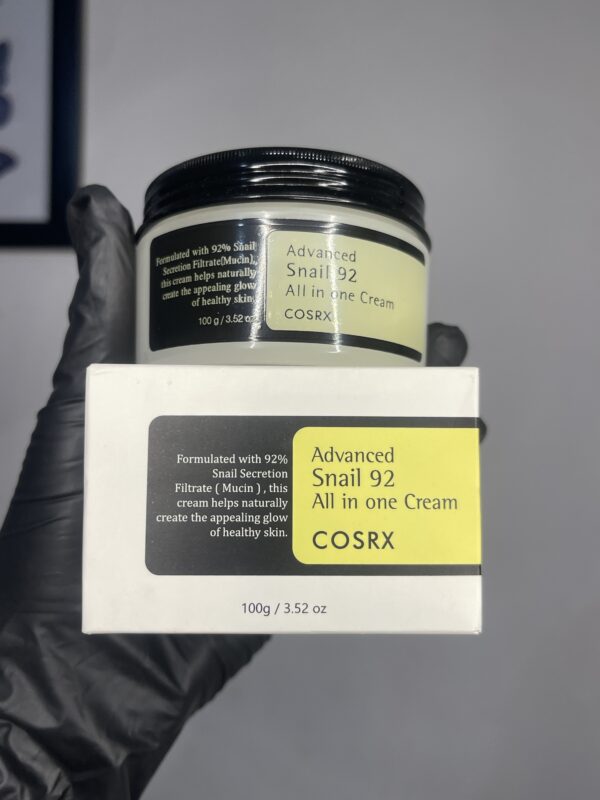 Formulated with 92% Snail
Secretion Filtrate(Mucin),
this cream helps naturally
create the appealing glow
of healthy skin.
100 g / 3.52 oz
Advanced
Snail 92
All in one Cream
COSRX
Formulated with 92%
Snail Secretion
Filtrate ( Mucin ) , this
cream helps naturally
create the appealing glow
of healthy skin.
Advanced
Snail 92
All in one Cream
COSRX
100g / 3.52 oz